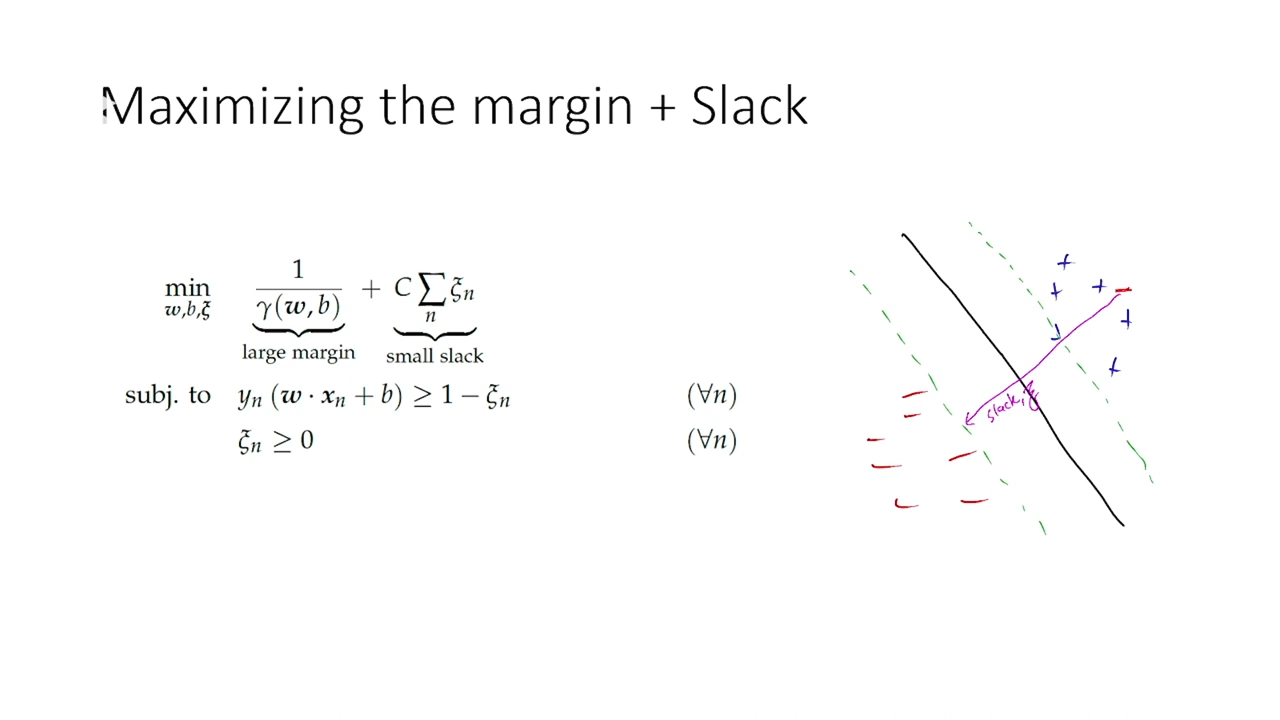 Maximizing the margin + Slack
min w,b,ξ 1/γ(w,b) + C ∑n ξn
large margin small slack
subj. to yn (w · xn + b) ≥ 1 − ξn (∀n)
ξn ≥ 0 (∀n)
slack, ξ